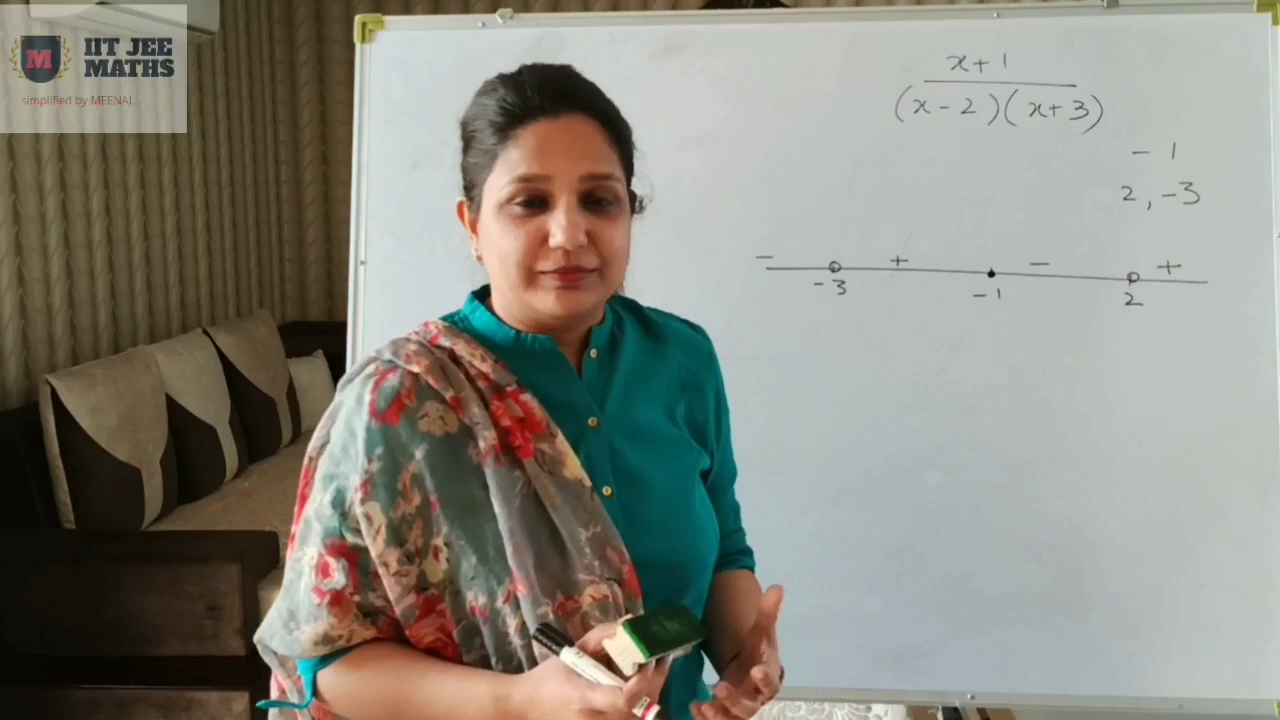 M
IIT JEE
MATHS
simplified by MEENAL
x+1
(x-2)(x+3)
-1
2, -3
- + - +
-3 -1 2